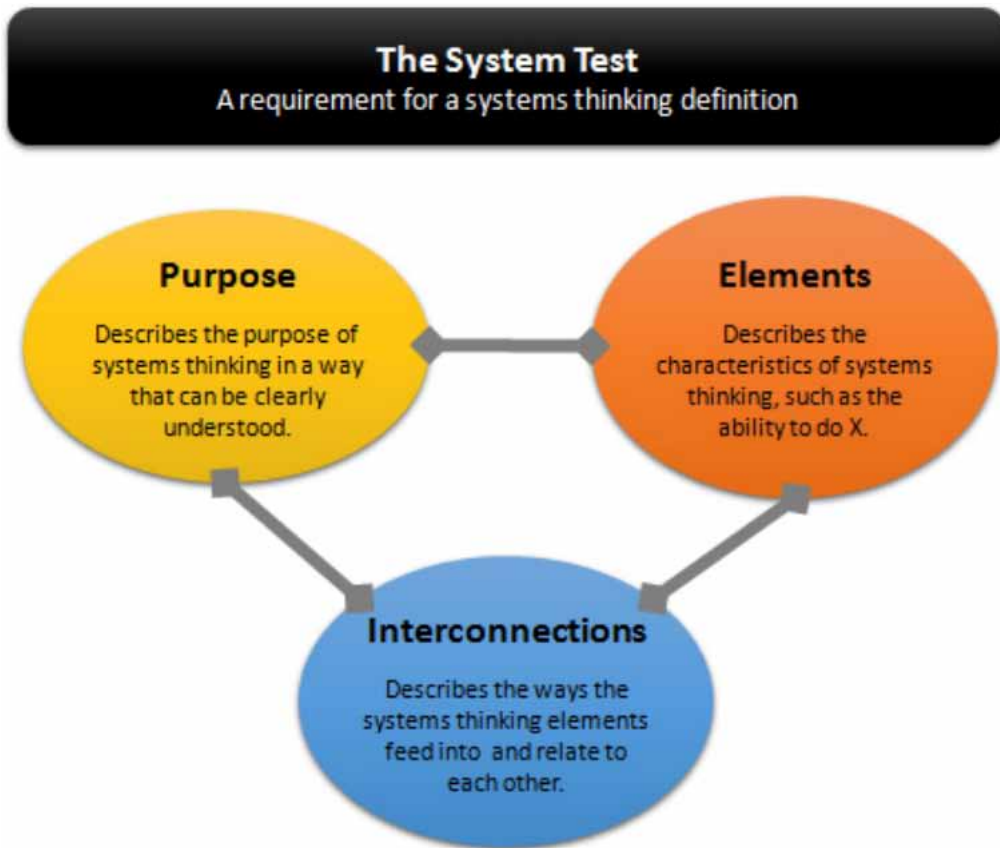 The System Test
A requirement for a systems thinking definition
Purpose
Describes the purpose of
systems thinking in a way
that can be clearly
understood.
Elements
Describes the
characteristics of systems
thinking, such as the
ability to do X.
Interconnections
Describes the ways the
systems thinking elements
feed into and relate to
each other.